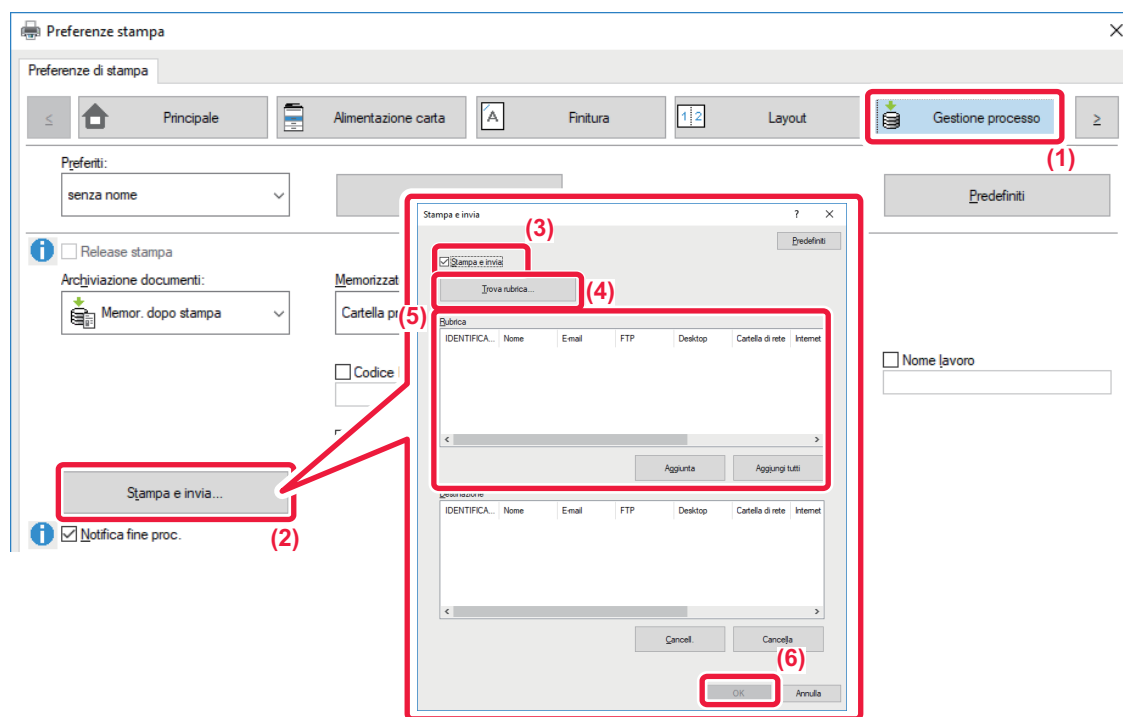 Preferenze stampa
Preferenze di stampa
<
Principale
Alimentazione carta
A
Finitura
1 2
Layout
Gestione processo
>
(1)
Preferiti:
senza nome
Predefiniti
Release stampa
Archiviazione documenti:
Memor. dopo stampa
Cartella
Codice
Nome lavoro
Stampa e invia...
(2)
Notifica fine proc.
Stampa e invia
?
Predefiniti
(3)
Stampa e invia
Trova rubrica...
(4)
(5)
Rubrica
IDENTIFICA... Nome E-mail FTP Desktop Cartella di rete Internet
Aggiunta
Aggiungi tutti
Destinazione
IDENTIFICA... Nome E-mail FTP Desktop Cartella di rete Internet
Cancell.
Cancella
(6)
OK
Annulla